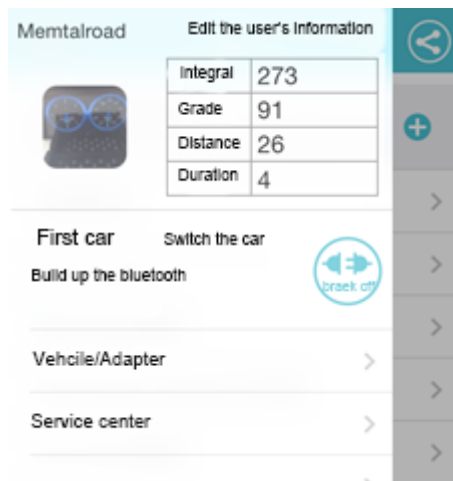 Memtalroad
Edit the user's information
Integral 273
Grade 91
Distance 26
Duration 4
First car
Switch the car
Build up the bluetooth
braek off
Vehcile/Adapter
Service center